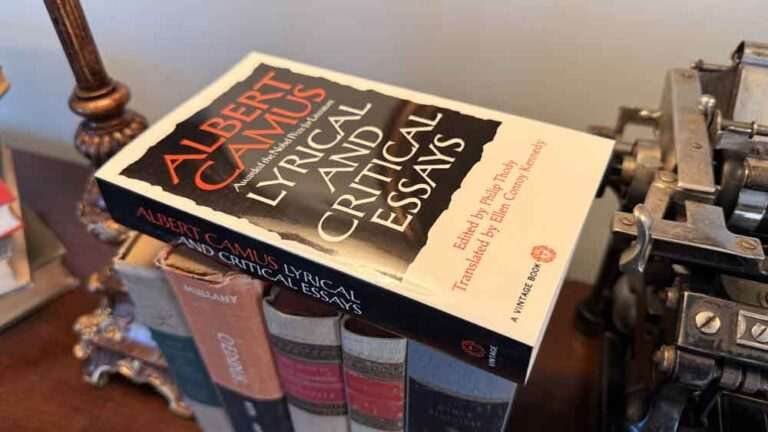 ALBERT
CAMUS
Awarded the Nobel Prize for Literature
LYRICAL
AND
CRITICAL
ESSAYS
Edited by Philip Thody
Translated by Ellen Conroy Kennedy
A VINTAGE BOOK
ALBERT CAMUS LYRICAL
AND CRITICAL ESSAYS
VINTAGE
MULLANY